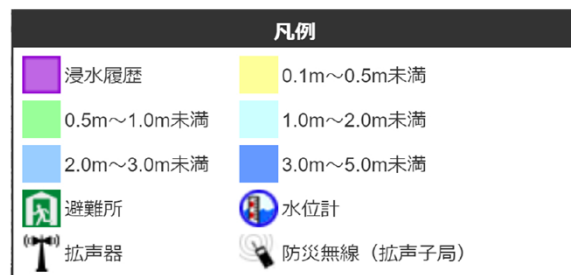 凡例
浸水履歴 0.1m～0.5m未満
0.5m～1.0m未満 1.0m～2.0m未満
2.0m～3.0m未満 3.0m～5.0m未満
避難所 水位計
拡声器 防災無線（拡声子局）